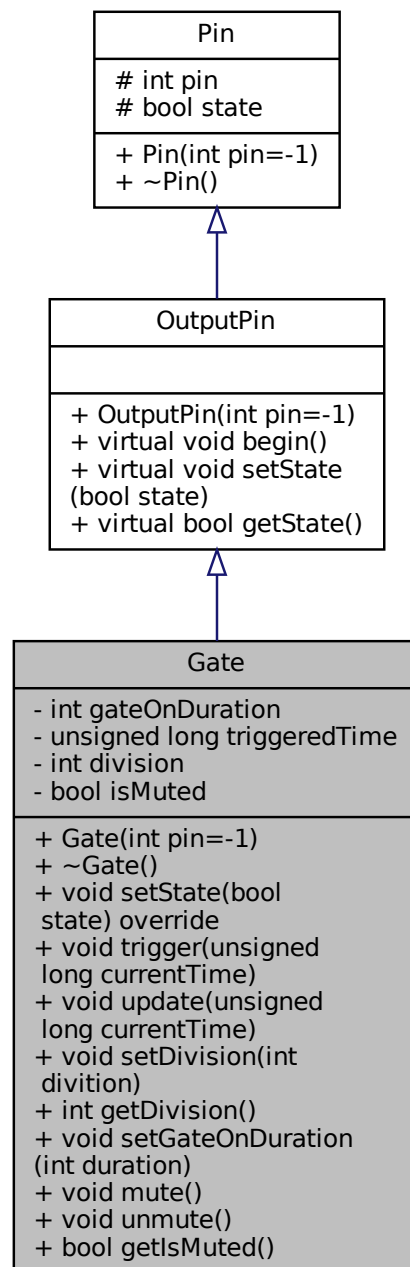 Pin
# int pin
# bool state
+ Pin(int pin=-1)
+ ~Pin()
OutputPin
+ OutputPin(int pin=-1)
+ virtual void begin()
+ virtual void setState
(bool state)
+ virtual bool getState()
Gate
- int gateOnDuration
- unsigned long triggeredTime
- int division
- bool isMuted
+ Gate(int pin=-1)
+ ~Gate()
+ void setState(bool
state) override
+ void trigger(unsigned
long currentTime)
+ void update(unsigned
long currentTime)
+ void setDivision(int
divition)
+ int getDivision()
+ void setGateOnDuration
(int duration)
+ void mute()
+ void unmute()
+ bool getIsMuted()